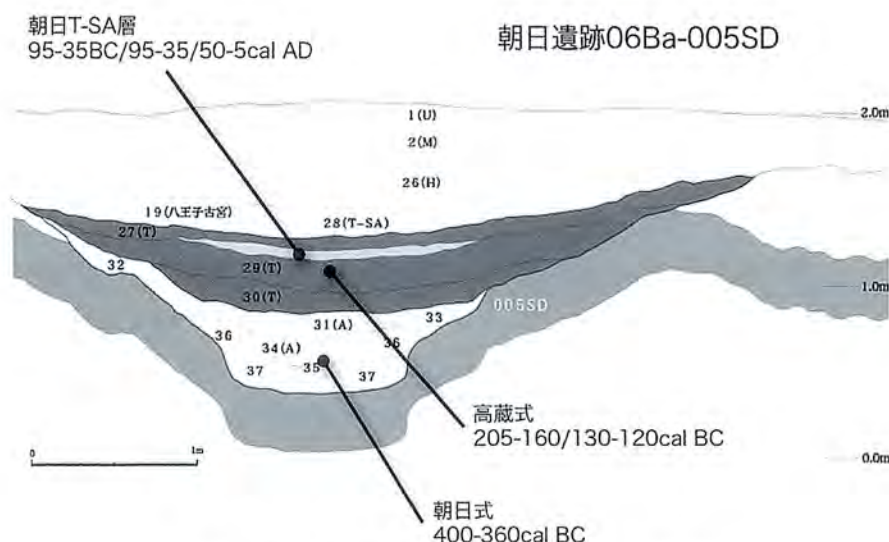 朝日T-SA層
95-35BC/95-35/50-5cal AD
朝日遺跡06Ba-005SD
1(U)
2.0m
2(M)
26(H)
19(八王子古宮)
28(T-SA)
27(T)
32
29(T)
30(T)
1.0m
005SD
31(A)
33
36
36
34(A)
35
37
37
高蔵式
205-160/130-120cal BC
0
1m
0.0m
朝日式
400-360cal BC